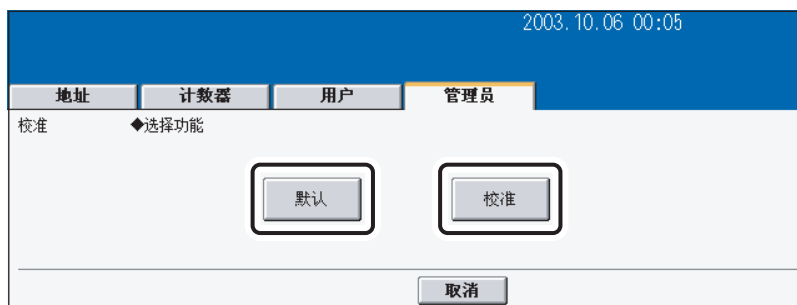 2003.10.06 00:05
地址 计数器 用户 管理员
校准 ◆选择功能
默认 校准
取消